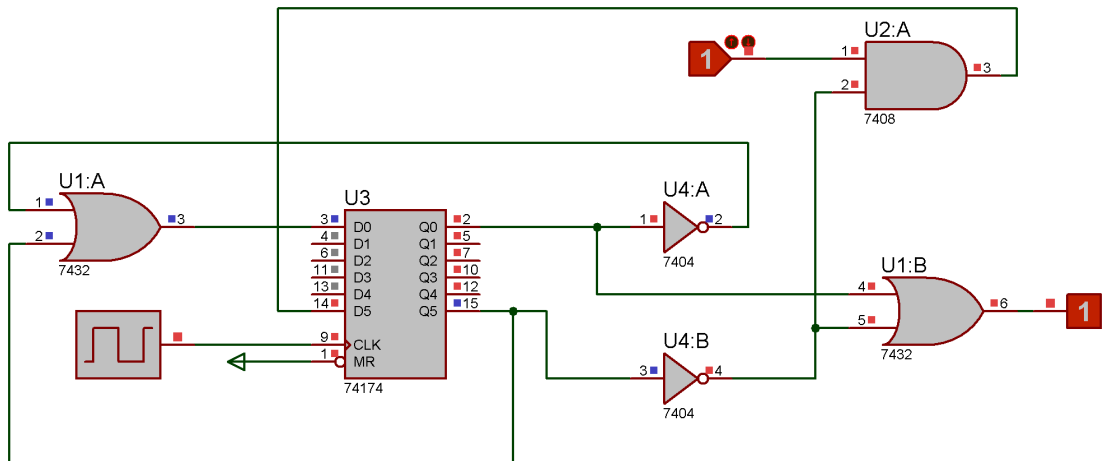 U2:A
1
1
2
3
7408
U1:A
1
2
3
7432
U3
3 D0 Q0 2
4 D1 Q1 5
6 D2 Q2 7
11 D3 Q3 10
13 D4 Q4 12
14 D5 Q5 15
9 CLK
1 MR
74174
U4:A
1 2
7404
U1:B
4
5
6
1
7432
U4:B
3 4
7404